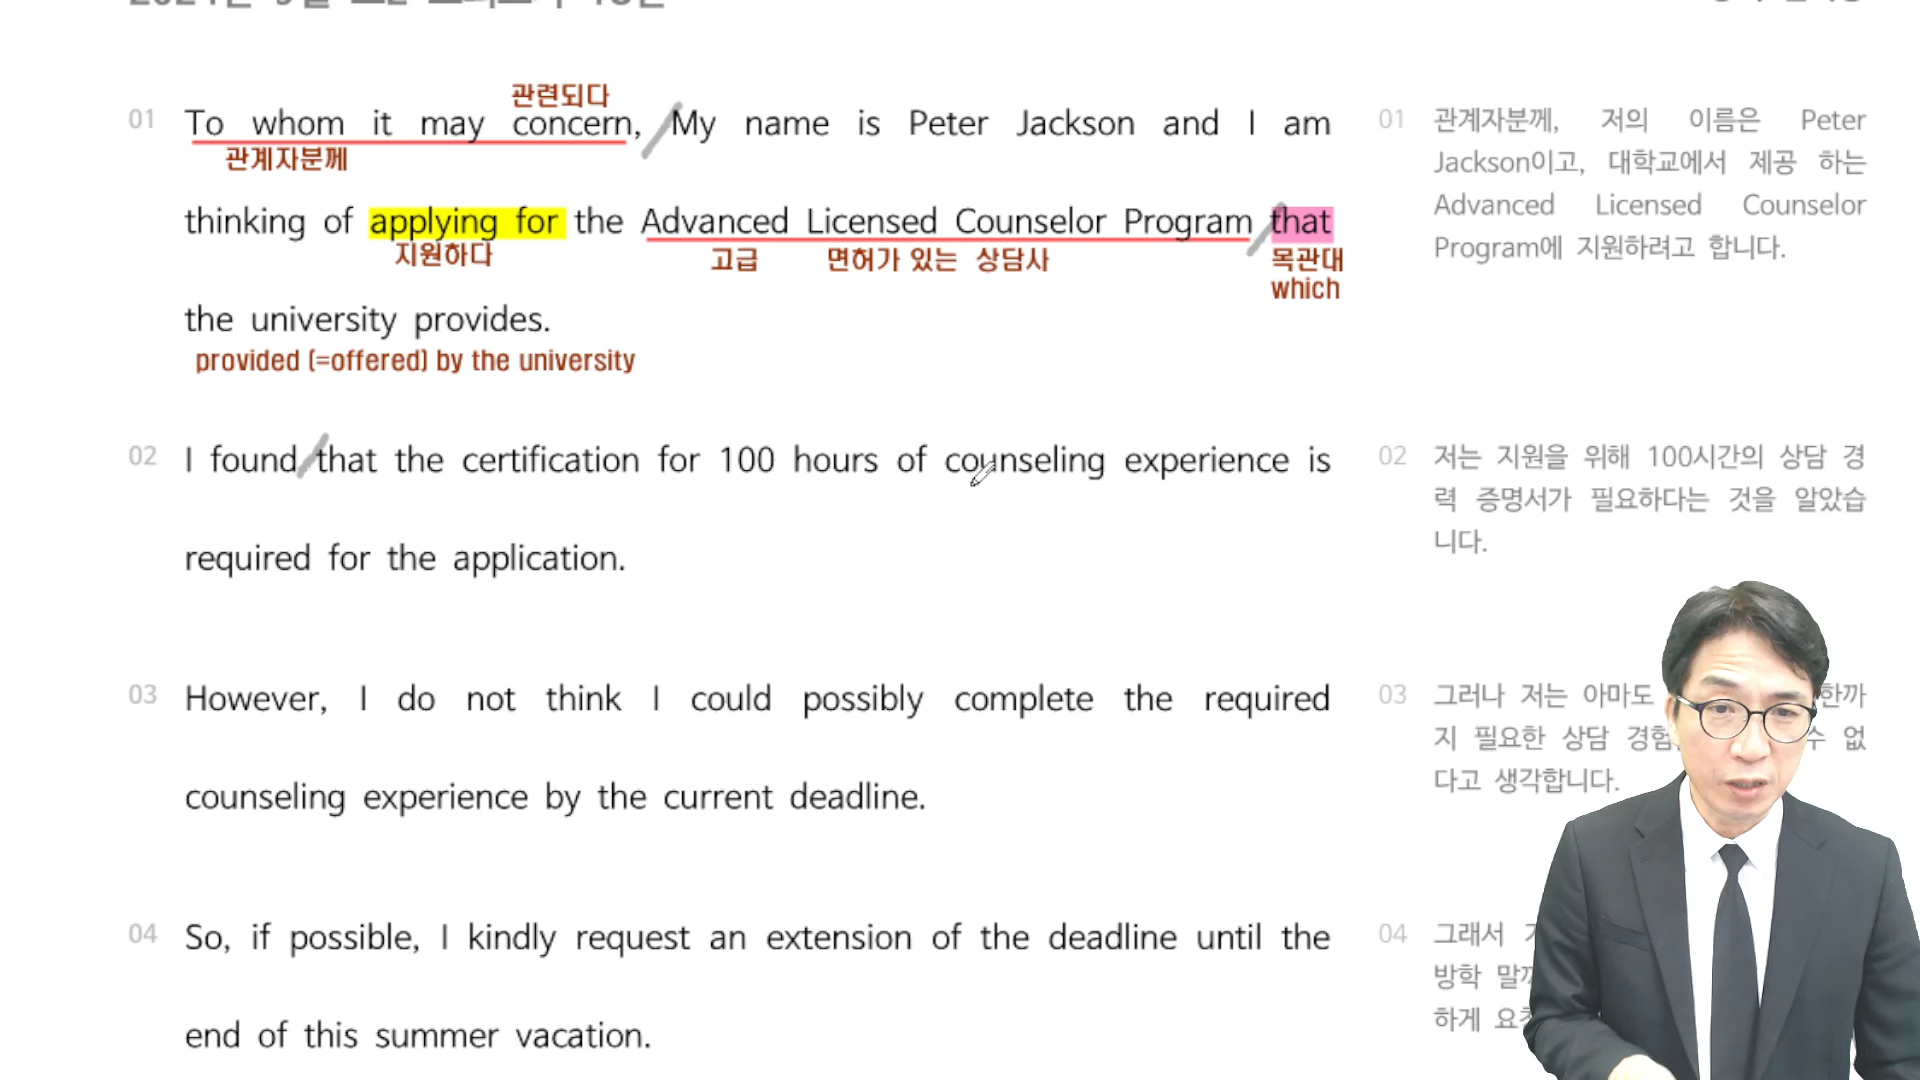 01 To whom it may concern, My name is Peter Jackson and I am
관련되다
관계자분께
thinking of applying for the Advanced Licensed Counselor Program that
지원하다 고급 면허가 있는 상담사 목관대
which
the university provides.
provided (=offered) by the university
01 관계자분께, 저의 이름은 Peter
Jackson이고, 대학교에서 제공 하는
Advanced Licensed Counselor
Program에 지원하려고 합니다.
02 I found that the certification for 100 hours of counseling experience is
required for the application.
02 저는 지원을 위해 100시간의 상담 경
력 증명서가 필요하다는 것을 알았습
니다.
03 However, I do not think I could possibly complete the required
counseling experience by the current deadline.
03 그러나 저는 아마도 한까
지 필요한 상담 경험 수 없
다고 생각합니다.
04 So, if possible, I kindly request an extension of the deadline until the
end of this summer vacation.
04 그래서
방학
하게